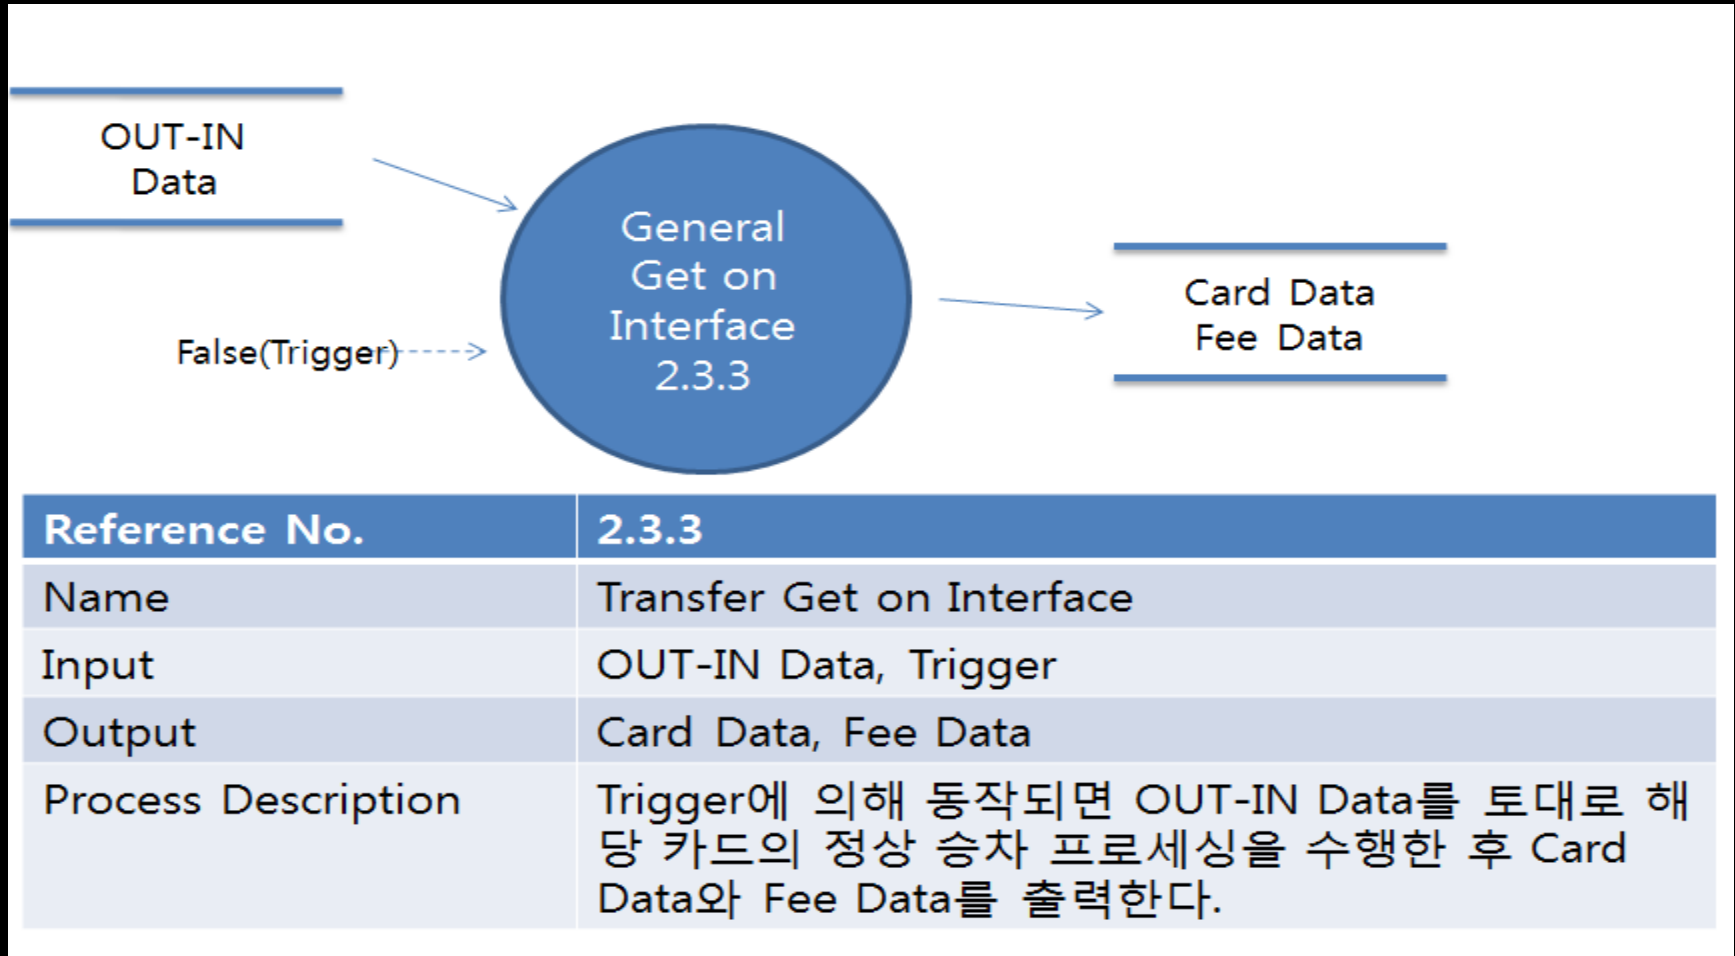 OUT-IN
Data
General
Get on
Interface
2.3.3
False(Trigger)
Card Data
Fee Data
Reference No. 2.3.3
Name Transfer Get on Interface
Input OUT-IN Data, Trigger
Output Card Data, Fee Data
Process Description Trigger에 의해 동작되면 OUT-IN Data를 토대로 해
당 카드의 정상 승차 프로세싱을 수행한 후 Card
Data와 Fee Data를 출력한다.